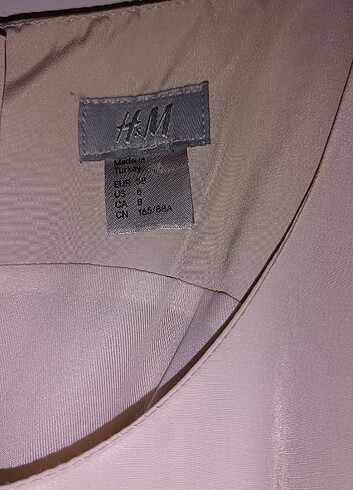 H&M
Made in
Turkey
EUR 38
US 8
CA 8
CN 165/88A